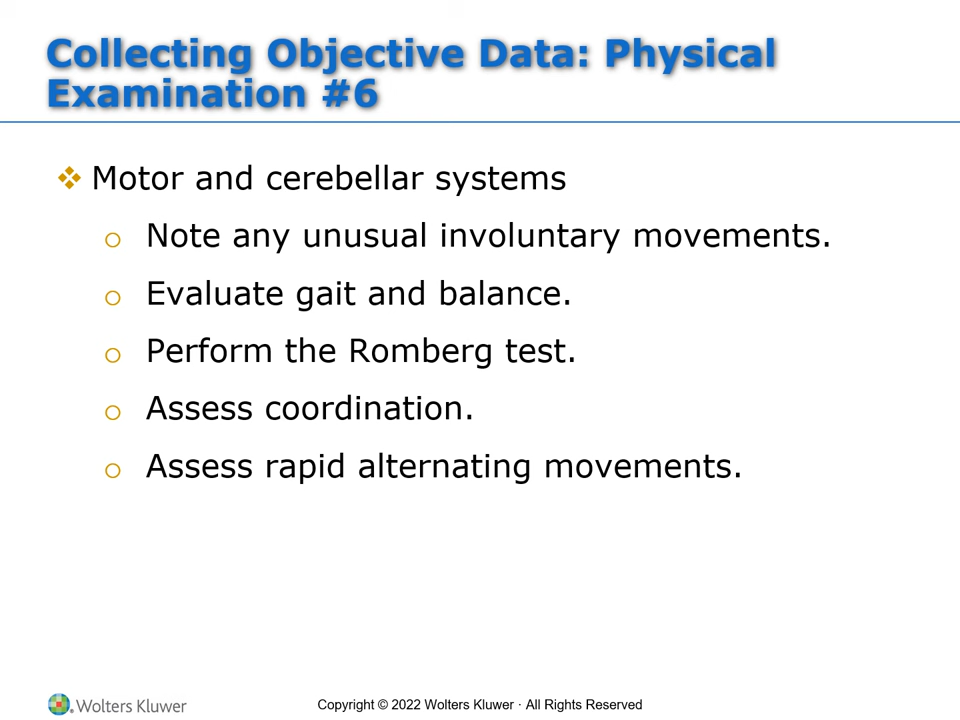 Collecting Objective Data: Physical
Examination #6
❖ Motor and cerebellar systems
o Note any unusual involuntary movements.
o Evaluate gait and balance.
o Perform the Romberg test.
o Assess coordination.
o Assess rapid alternating movements.
Wolters Kluwer
Copyright © 2022 Wolters Kluwer · All Rights Reserved